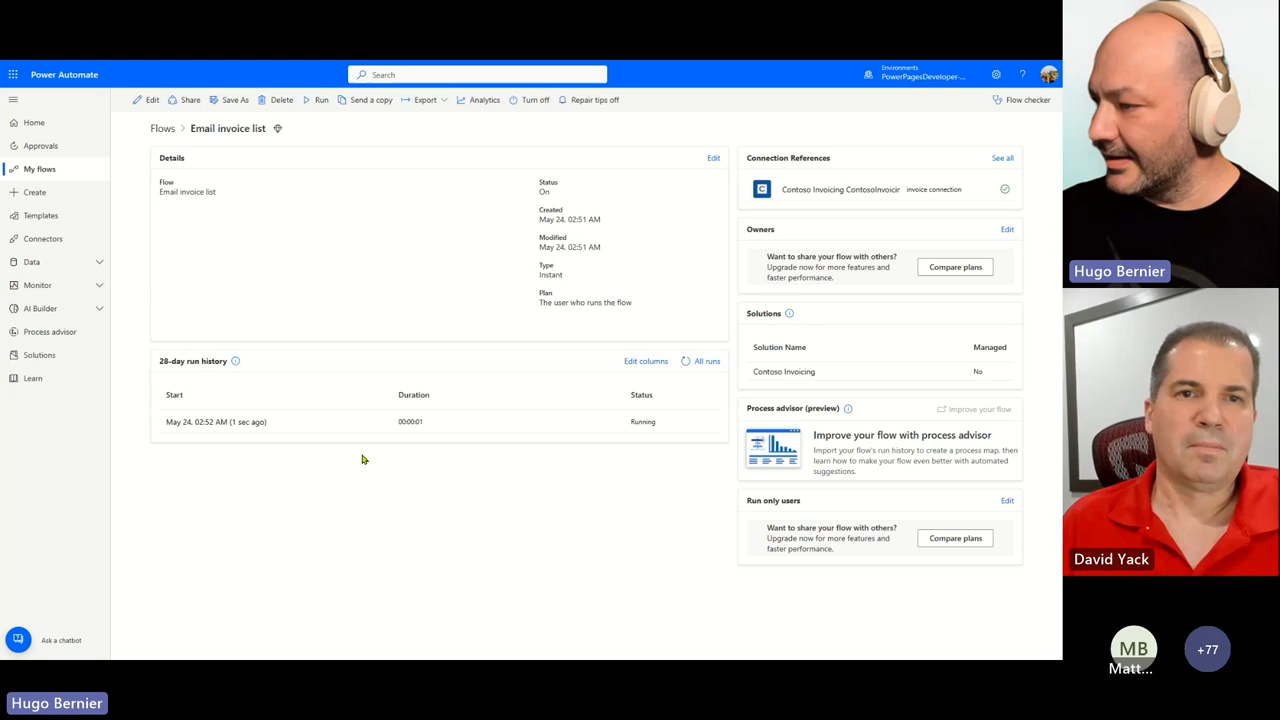 Power Automate
Search
Environments
PowerPagesDeveloper-...
?
Edit
Share
Save As
Delete
Run
Send a copy
Export
Analytics
Turn off
Repair tips off
Flow checker
Home
Approvals
My flows
Create
Templates
Connectors
Data
Monitor
AI Builder
Process advisor
Solutions
Learn
Ask a chatbot
Flows > Email invoice list
Details
Edit
Flow
Email invoice list
Status
On
Created
May 24, 02:51 AM
Modified
May 24, 02:51 AM
Type
Instant
Plan
The user who runs the flow
28-day run history
Edit columns
All runs
Start
Duration
Status
May 24, 02:52 AM (1 sec ago)
00:00:01
Running
Connection References
See all
Contoso Invoicing ContosoInvoicir
invoice connection
Owners
Edit
Want to share your flow with others?
Upgrade now for more features and
faster performance.
Compare plans
Solutions
Solution Name
Managed
Contoso Invoicing
No
Process advisor (preview)
Improve your flow
Improve your flow with process advisor
Import your flow's run history to create a process map, then
learn how to make your flow even better with automated
suggestions.
Run only users
Edit
Want to share your flow with others?
Upgrade now for more features and
faster performance.
Compare plans
Hugo Bernier
David Yack
MB
Matt...
+77
Hugo Bernier